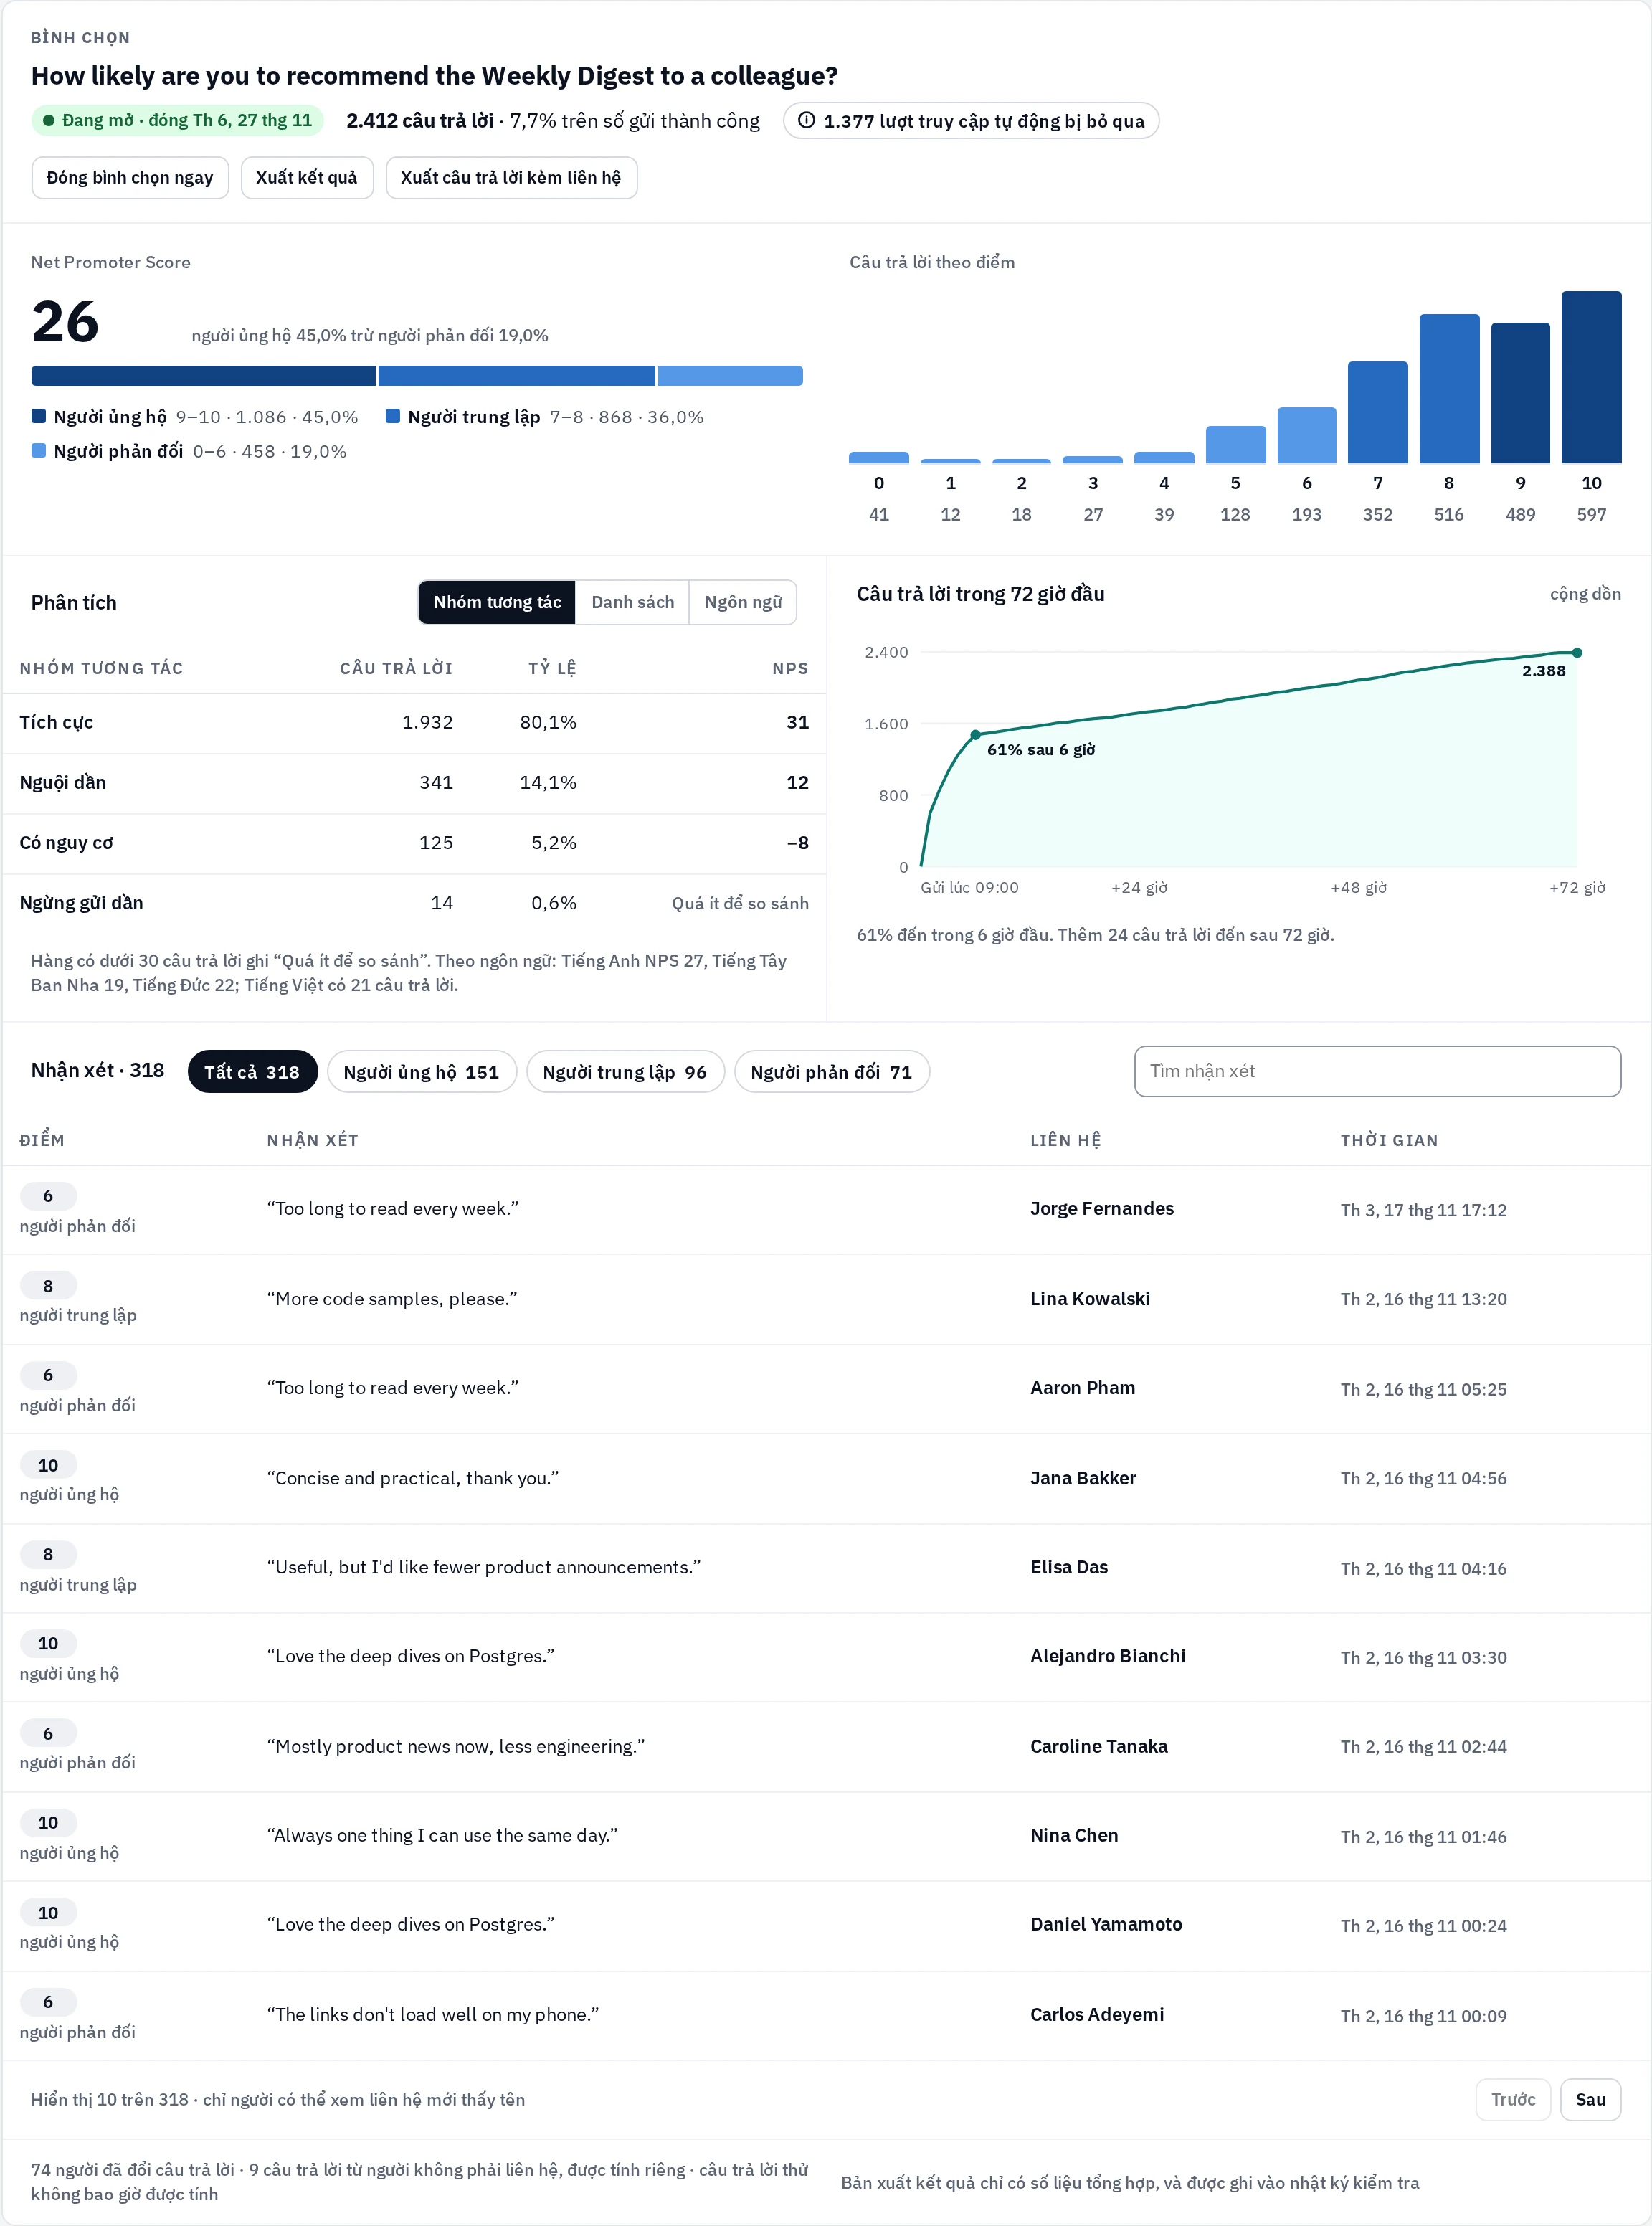 BÌNH CHỌN
How likely are you to recommend the Weekly Digest to a colleague?
Đang mở · đóng Th 6, 27 thg 11
2.412 câu trả lời · 7,7% trên số gửi thành công
1.377 lượt truy cập tự động bị bỏ qua
Đóng bình chọn ngay
Xuất kết quả
Xuất câu trả lời kèm liên hệ
Net Promoter Score
26
người ủng hộ 45,0% trừ người phản đối 19,0%
Người ủng hộ 9–10 · 1.086 · 45,0%
Người trung lập 7–8 · 868 · 36,0%
Người phản đối 0–6 · 458 · 19,0%
Câu trả lời theo điểm
0 1 2 3 4 5 6 7 8 9 10
41 12 18 27 39 128 193 352 516 489 597
Phân tích
Nhóm tương tác
Danh sách
Ngôn ngữ
NHÓM TƯƠNG TÁC CÂU TRẢ LỜI TỶ LỆ NPS
Tích cực 1.932 80,1% 31
Nguội dần 341 14,1% 12
Có nguy cơ 125 5,2% −8
Ngừng gửi dần 14 0,6% Quá ít để so sánh
Hàng có dưới 30 câu trả lời ghi “Quá ít để so sánh”. Theo ngôn ngữ: Tiếng Anh NPS 27, Tiếng Tây
Ban Nha 19, Tiếng Đức 22; Tiếng Việt có 21 câu trả lời.
Câu trả lời trong 72 giờ đầu
cộng dồn
2.400
2.388
1.600
61% sau 6 giờ
800
0
Gửi lúc 09:00 +24 giờ +48 giờ +72 giờ
61% đến trong 6 giờ đầu. Thêm 24 câu trả lời đến sau 72 giờ.
Nhận xét · 318
Tất cả 318
Người ủng hộ 151
Người trung lập 96
Người phản đối 71
Tìm nhận xét
ĐIỂM NHẬN XÉT LIÊN HỆ THỜI GIAN
6
người phản đối
“Too long to read every week.” Jorge Fernandes Th 3, 17 thg 11 17:12
8
người trung lập
“More code samples, please.” Lina Kowalski Th 2, 16 thg 11 13:20
6
người phản đối
“Too long to read every week.” Aaron Pham Th 2, 16 thg 11 05:25
10
người ủng hộ
“Concise and practical, thank you.” Jana Bakker Th 2, 16 thg 11 04:56
8
người trung lập
“Useful, but I'd like fewer product announcements.” Elisa Das Th 2, 16 thg 11 04:16
10
người ủng hộ
“Love the deep dives on Postgres.” Alejandro Bianchi Th 2, 16 thg 11 03:30
6
người phản đối
“Mostly product news now, less engineering.” Caroline Tanaka Th 2, 16 thg 11 02:44
10
người ủng hộ
“Always one thing I can use the same day.” Nina Chen Th 2, 16 thg 11 01:46
10
người ủng hộ
“Love the deep dives on Postgres.” Daniel Yamamoto Th 2, 16 thg 11 00:24
6
người phản đối
“The links don't load well on my phone.” Carlos Adeyemi Th 2, 16 thg 11 00:09
Hiển thị 10 trên 318 · chỉ người có thể xem liên hệ mới thấy tên
Trước
Sau
74 người đã đổi câu trả lời · 9 câu trả lời từ người không phải liên hệ, được tính riêng · câu trả lời thử
không bao giờ được tính
Bản xuất kết quả chỉ có số liệu tổng hợp, và được ghi vào nhật ký kiểm tra